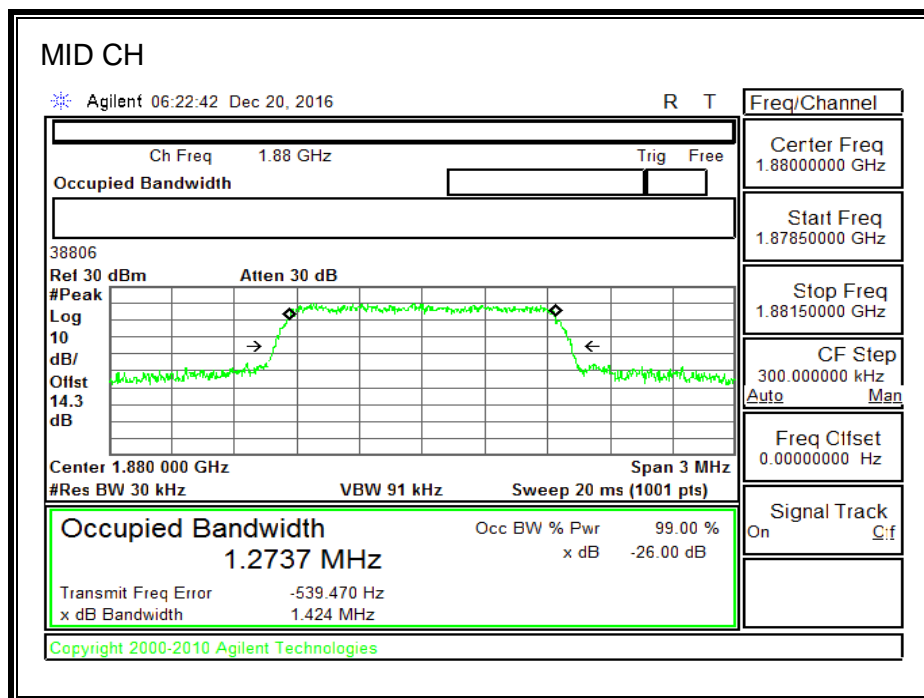 MID CH
Agilent 06:22:42 Dec 20, 2016 R T
Ch Freq 1.88 GHz Trig Free
Occupied Bandwidth
38806
Ref 30 dBm Atten 30 dB
#Peak
Log
10
dB/
Offst
14.3
dB
Center 1.880 000 GHz Span 3 MHz
#Res BW 30 kHz VBW 91 kHz Sweep 20 ms (1001 pts)
Occupied Bandwidth
1.2737 MHz
Occ BW % Pwr 99.00 %
x dB -26.00 dB
Transmit Freq Error -539.470 Hz
x dB Bandwidth 1.424 MHz
Copyright 2000-2010 Agilent Technologies
Freq/Channel
Center Freq
1.88000000 GHz
Start Freq
1.87850000 GHz
Stop Freq
1.88150000 GHz
CF Step
300.000000 kHz
Auto Man
Freq Offset
0.00000000 Hz
Signal Track
On Off